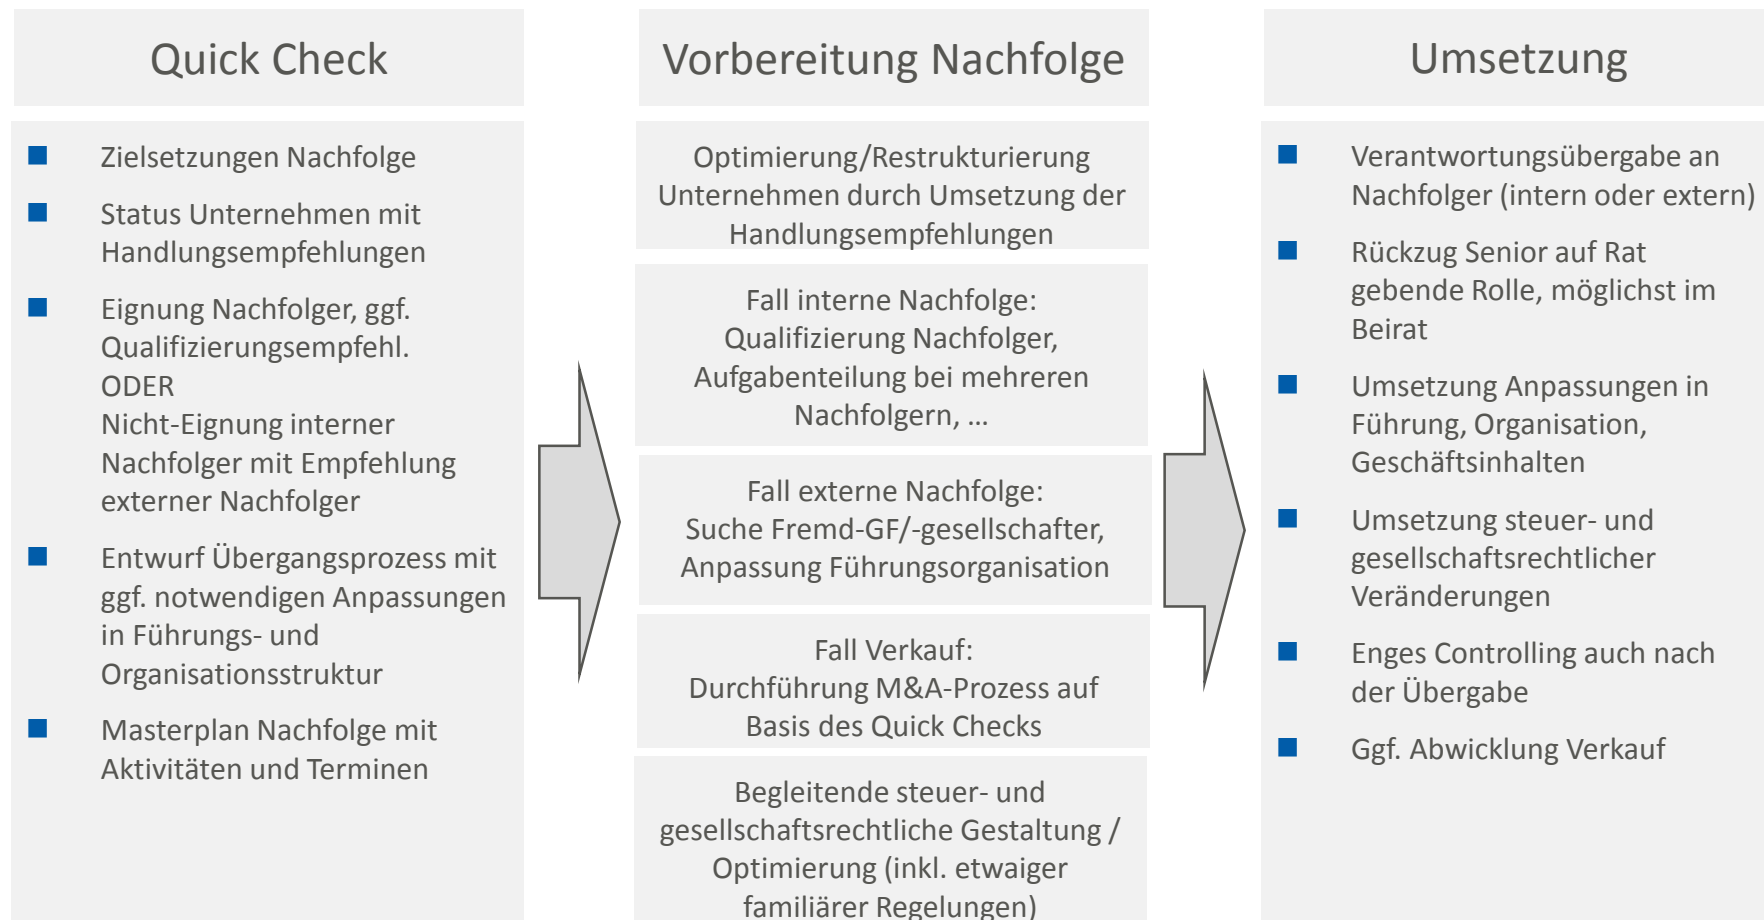 Quick Check
Zielsetzungen Nachfolge
Status Unternehmen mit
Handlungsempfehlungen
Eignung Nachfolger, ggf.
Qualifizierungsempfehl.
ODER
Nicht-Eignung interner
Nachfolger mit Empfehlung
externer Nachfolger
Entwurf Übergangsprozess mit
ggf. notwendigen Anpassungen
in Führungs- und
Organisationsstruktur
Masterplan Nachfolge mit
Aktivitäten und Terminen
Vorbereitung Nachfolge
Optimierung/Restrukturierung
Unternehmen durch Umsetzung der
Handlungsempfehlungen
Fall interne Nachfolge:
Qualifizierung Nachfolger,
Aufgabenteilung bei mehreren
Nachfolgern, ...
Fall externe Nachfolge:
Suche Fremd-GF/-gesellschafter,
Anpassung Führungsorganisation
Fall Verkauf:
Durchführung M&A-Prozess auf
Basis des Quick Checks
Begleitende steuer- und
gesellschaftsrechtliche Gestaltung /
Optimierung (inkl. etwaiger
familiärer Regelungen)
Umsetzung
Verantwortungsübergabe an
Nachfolger (intern oder extern)
Rückzug Senior auf Rat
gebende Rolle, möglichst im
Beirat
Umsetzung Anpassungen in
Führung, Organisation,
Geschäftsinhalten
Umsetzung steuer- und
gesellschaftsrechtlicher
Veränderungen
Enges Controlling auch nach
der Übergabe
Ggf. Abwicklung Verkauf